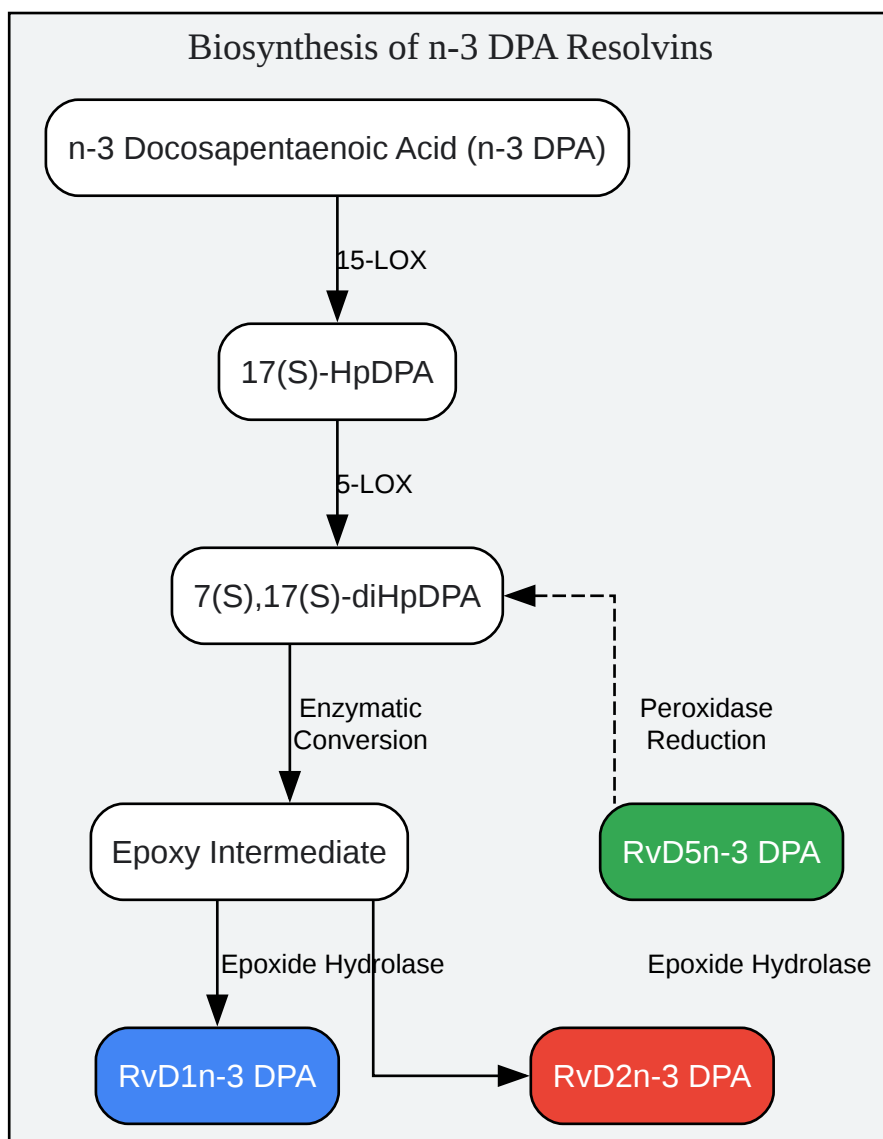 Biosynthesis of n-3 DPA Resolvins
n-3 Docosapentaenoic Acid (n-3 DPA)
15-LOX
17(S)-HpDPA
5-LOX
7(S),17(S)-diHpDPA
Enzymatic
Conversion
Peroxidase
Reduction
Epoxy Intermediate
RvD5n-3 DPA
Epoxide Hydrolase
Epoxide Hydrolase
RvD1n-3 DPA
RvD2n-3 DPA